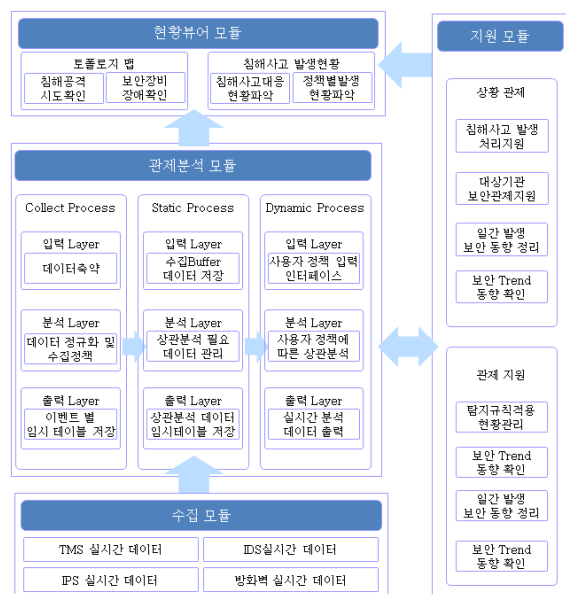 현황뷰어 모듈
토폴로지 맵
침해공격
시도확인
보안장비
장애확인
침해사고 발생현황
침해사고대응
현황파악
정책별발생
현황파악
관제분석 모듈
Collect Process
입력 Layer
데이터축약
분석 Layer
데이터 정규화 및
수집정책
출력 Layer
이벤트 별
임시 테이블 저장
Static Process
입력 Layer
수집Buffer
데이터 저장
분석 Layer
상관분석 필요
데이터 관리
출력 Layer
상관분석 데이터
임시테이블 저장
Dynamic Process
입력 Layer
사용자 정책 입력
인터페이스
분석 Layer
사용자 정책에
따른 상관분석
출력 Layer
실시간 분석
데이터 출력
수집 모듈
TMS 실시간 데이터
IDS실시간 데이터
IPS 실시간 데이터
방화벽 실시간 데이터
지원 모듈
상황 관제
침해사고 발생
처리지원
대상기관
보안관제지원
일간 발생
보안 동향 정리
보안 Trend
동향 확인
관제 지원
탐지규칙적용
현황관리
보안 Trend
동향 확인
일간 발생
보안 동향 정리
보안 Trend
동향 확인